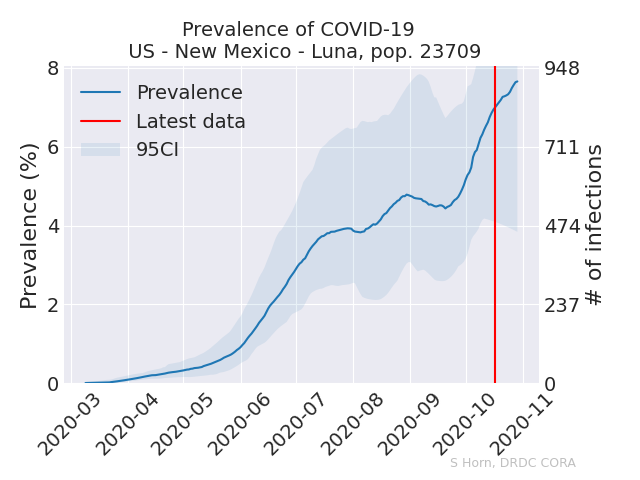 Prevalence of COVID-19
US - New Mexico - Luna, pop. 23709
Prevalence
Latest data
95CI
Prevalence (%)
8
6
4
2
0
948
711
474
237
0
# of infections
2020-03
2020-04
2020-05
2020-06
2020-07
2020-08
2020-09
2020-10
2020-11
S Horn, DRDC CORA